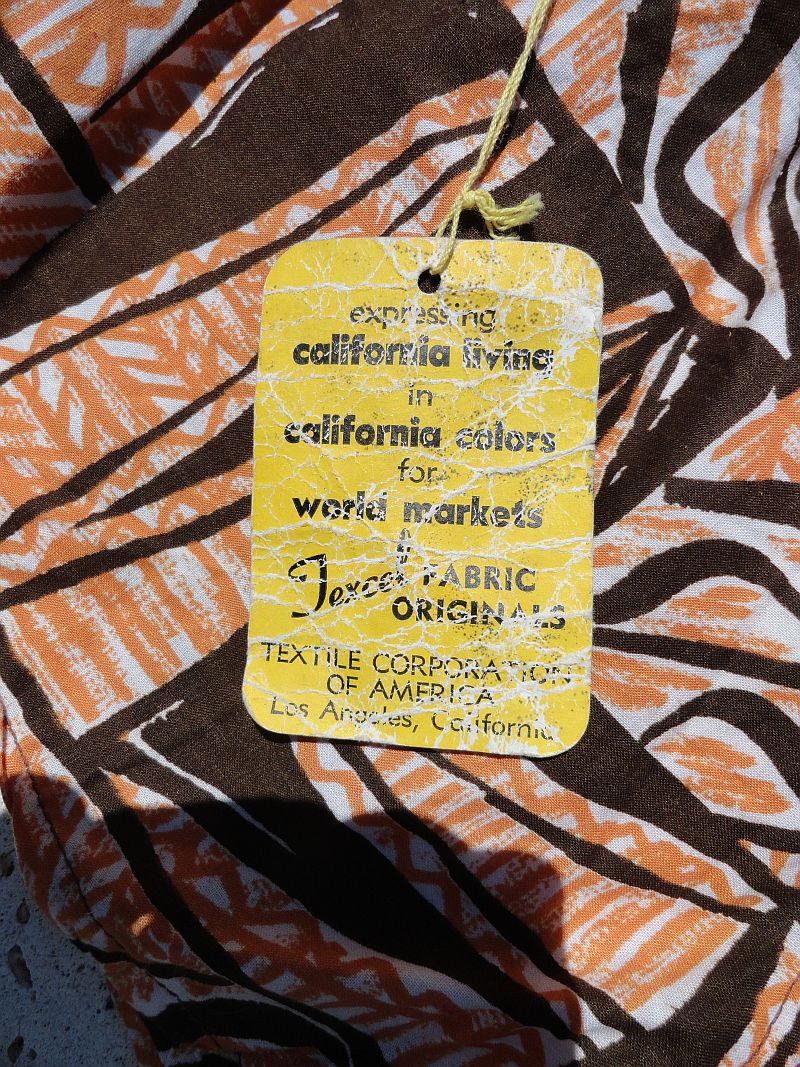 expressing
california living
in
california colors
for
world markets
Texcel FABRIC
ORIGINALS
TEXTILE CORPORATION
OF AMERICA
Los Angeles, California